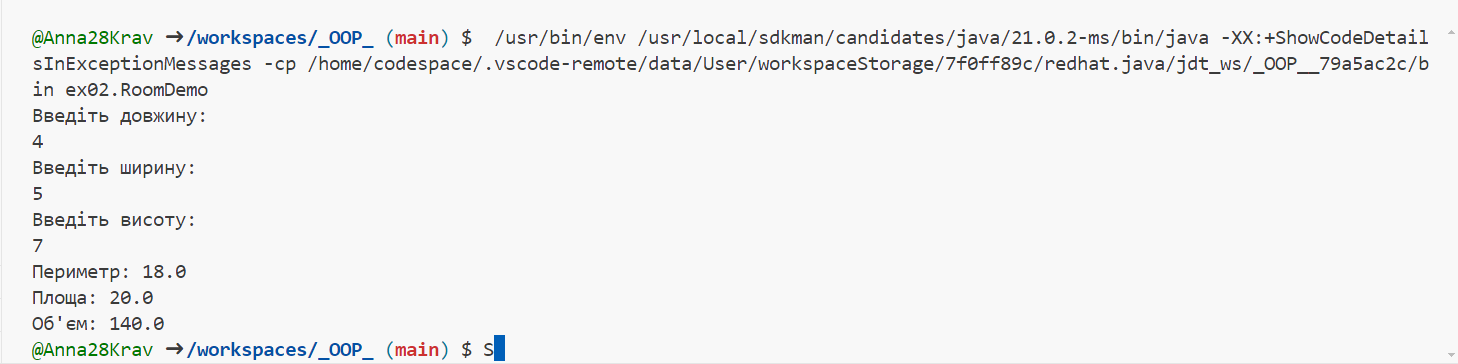 @Anna28Krav ➜/workspaces/_OOP_ (main) $  /usr/bin/env /usr/local/sdkman/candidates/java/21.0.2-ms/bin/java -XX:+ShowCodeDetail
sInExceptionMessages -cp /home/codespace/.vscode-remote/data/User/workspaceStorage/7f0ff89c/redhat.java/jdt_ws/_OOP__79a5ac2c/b
in ex02.RoomDemo
Введіть довжину:
4
Введіть ширину:
5
Введіть висоту:
7
Периметр: 18.0
Площа: 20.0
Об'єм: 140.0
@Anna28Krav ➜/workspaces/_OOP_ (main) $ S